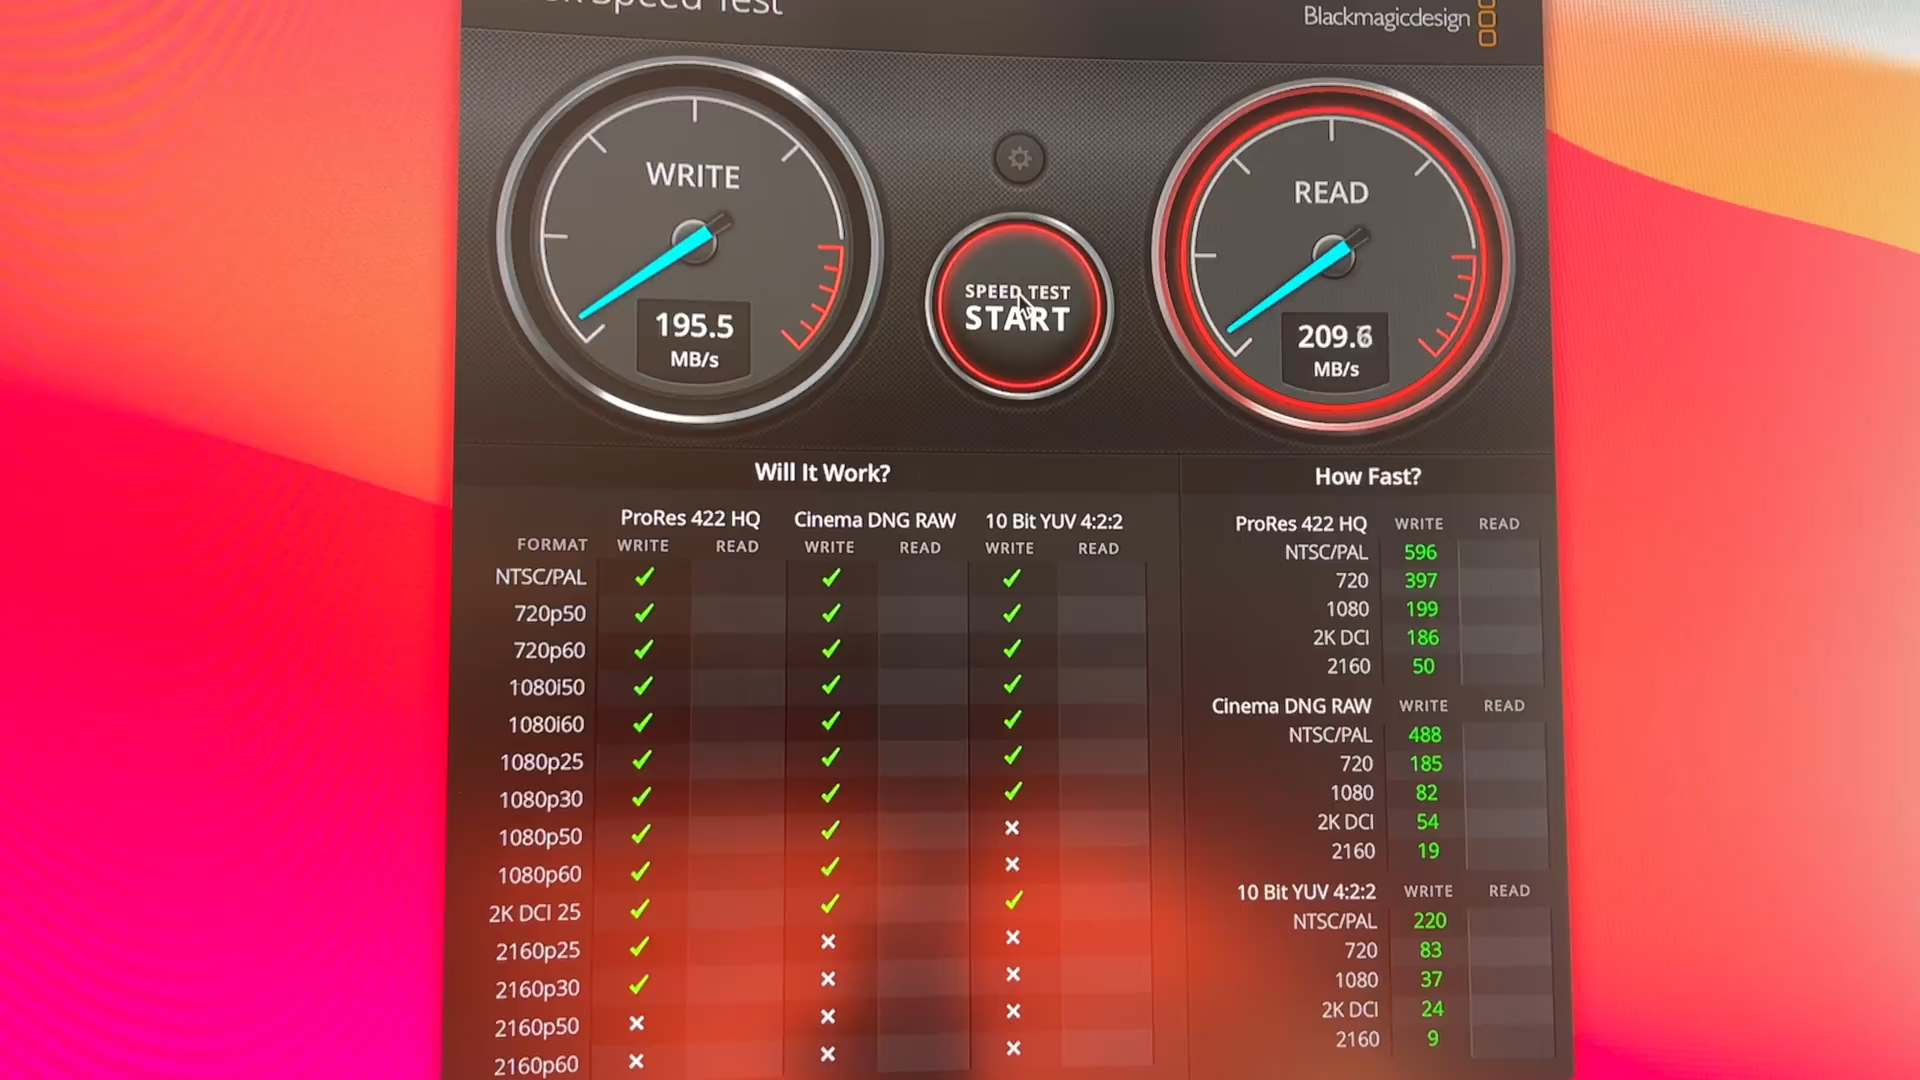 Speed Test
Blackmagicdesign
WRITE
195.5
MB/s
SPEED TEST
START
READ
209.6
MB/s
Will It Work?
ProRes 422 HQ Cinema DNG RAW 10 Bit YUV 4:2:2
FORMAT WRITE READ WRITE READ WRITE READ
NTSC/PAL ✓ ✓ ✓
720p50 ✓ ✓ ✓
720p60 ✓ ✓ ✓
1080i50 ✓ ✓ ✓
1080i60 ✓ ✓ ✓
1080p25 ✓ ✓ ✓
1080p30 ✓ ✓ ✓
1080p50 ✓ ✓ ×
1080p60 ✓ ✓ ×
2K DCI 25 ✓ ✓ ✓
2160p25 ✓ × ×
2160p30 ✓ × ×
2160p50 × × ×
2160p60 × × ×
How Fast?
ProRes 422 HQ WRITE READ
NTSC/PAL 596
720 397
1080 199
2K DCI 186
2160 50
Cinema DNG RAW WRITE READ
NTSC/PAL 488
720 185
1080 82
2K DCI 54
2160 19
10 Bit YUV 4:2:2 WRITE READ
NTSC/PAL 220
720 83
1080 37
2K DCI 24
2160 9